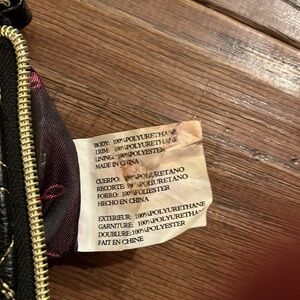 BODY: 100%POLYURETHANE
TRIM: 100%POLYURETHANE
LINING: 100%POLYESTER
MADE IN CHINA
CUERPO: 100%POLIURETANO
RECORTE: 100%POLIURETANO
FORRO: 100%POLIESTER
HECHO EN CHINA
EXTERIEUR: 100%POLYURETHANE
GARNITURE: 100%POLYURETHANE
DOUBLURE:100%POLYESTER
FAIT EN CHINE